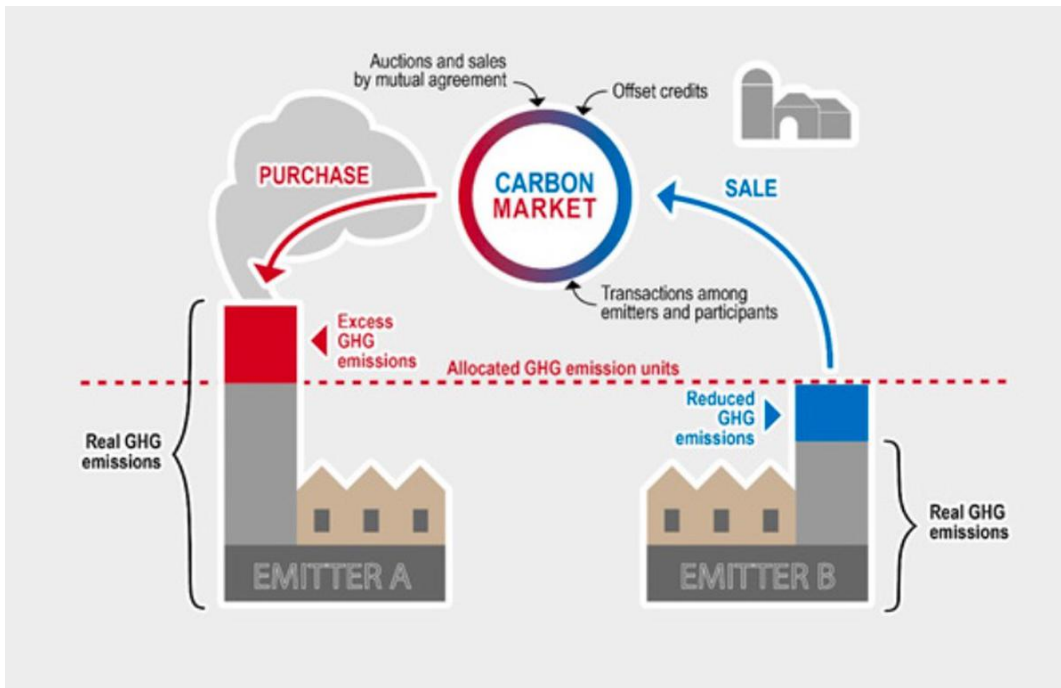 Auctions and sales
by mutual agreement
Offset credits
PURCHASE
CARBON
MARKET
SALE
Transactions among
emitters and participants
Excess
GHG
emissions
Allocated GHG emission units
Reduced
GHG
emissions
Real GHG
emissions
Real GHG
emissions
EMITTER A
EMITTER B